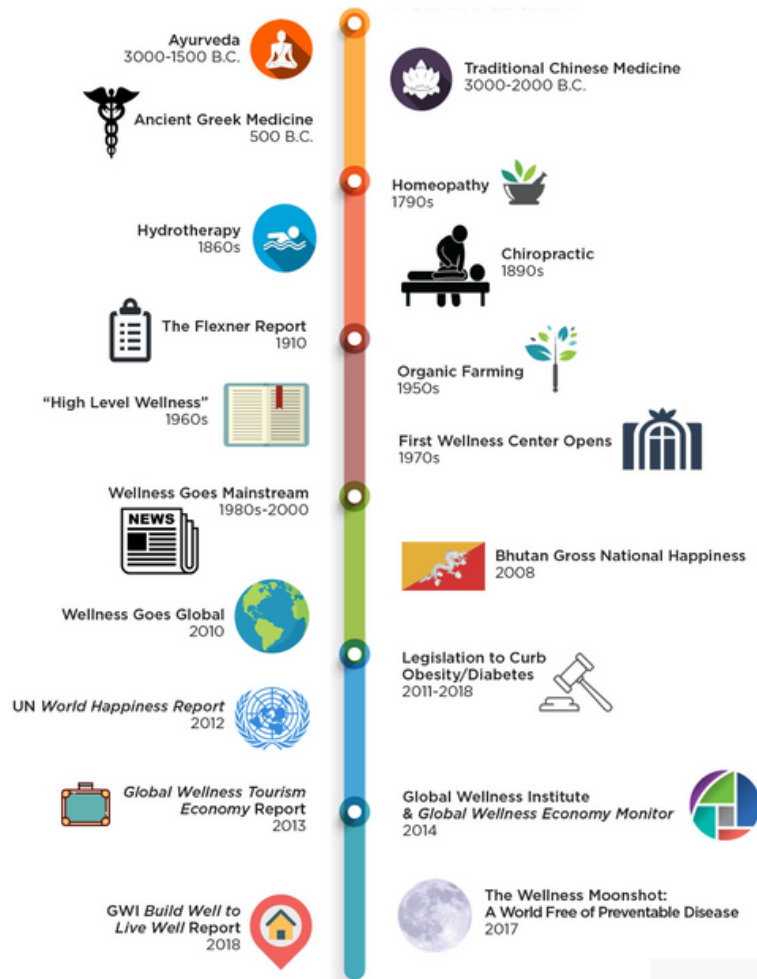 Ayurveda
3000-1500 B.C.
Traditional Chinese Medicine
3000-2000 B.C.
Ancient Greek Medicine
500 B.C.
Homeopathy
1790s
Hydrotherapy
1860s
Chiropractic
1890s
The Flexner Report
1910
Organic Farming
1950s
“High Level Wellness”
1960s
First Wellness Center Opens
1970s
Wellness Goes Mainstream
1980s-2000
NEWS
Bhutan Gross National Happiness
2008
Wellness Goes Global
2010
Legislation to Curb
Obesity/Diabetes
2011-2018
UN World Happiness Report
2012
Global Wellness Tourism
Economy Report
2013
Global Wellness Institute
& Global Wellness Economy Monitor
2014
The Wellness Moonshot:
A World Free of Preventable Disease
2017
GWI Build Well to
Live Well Report
2018